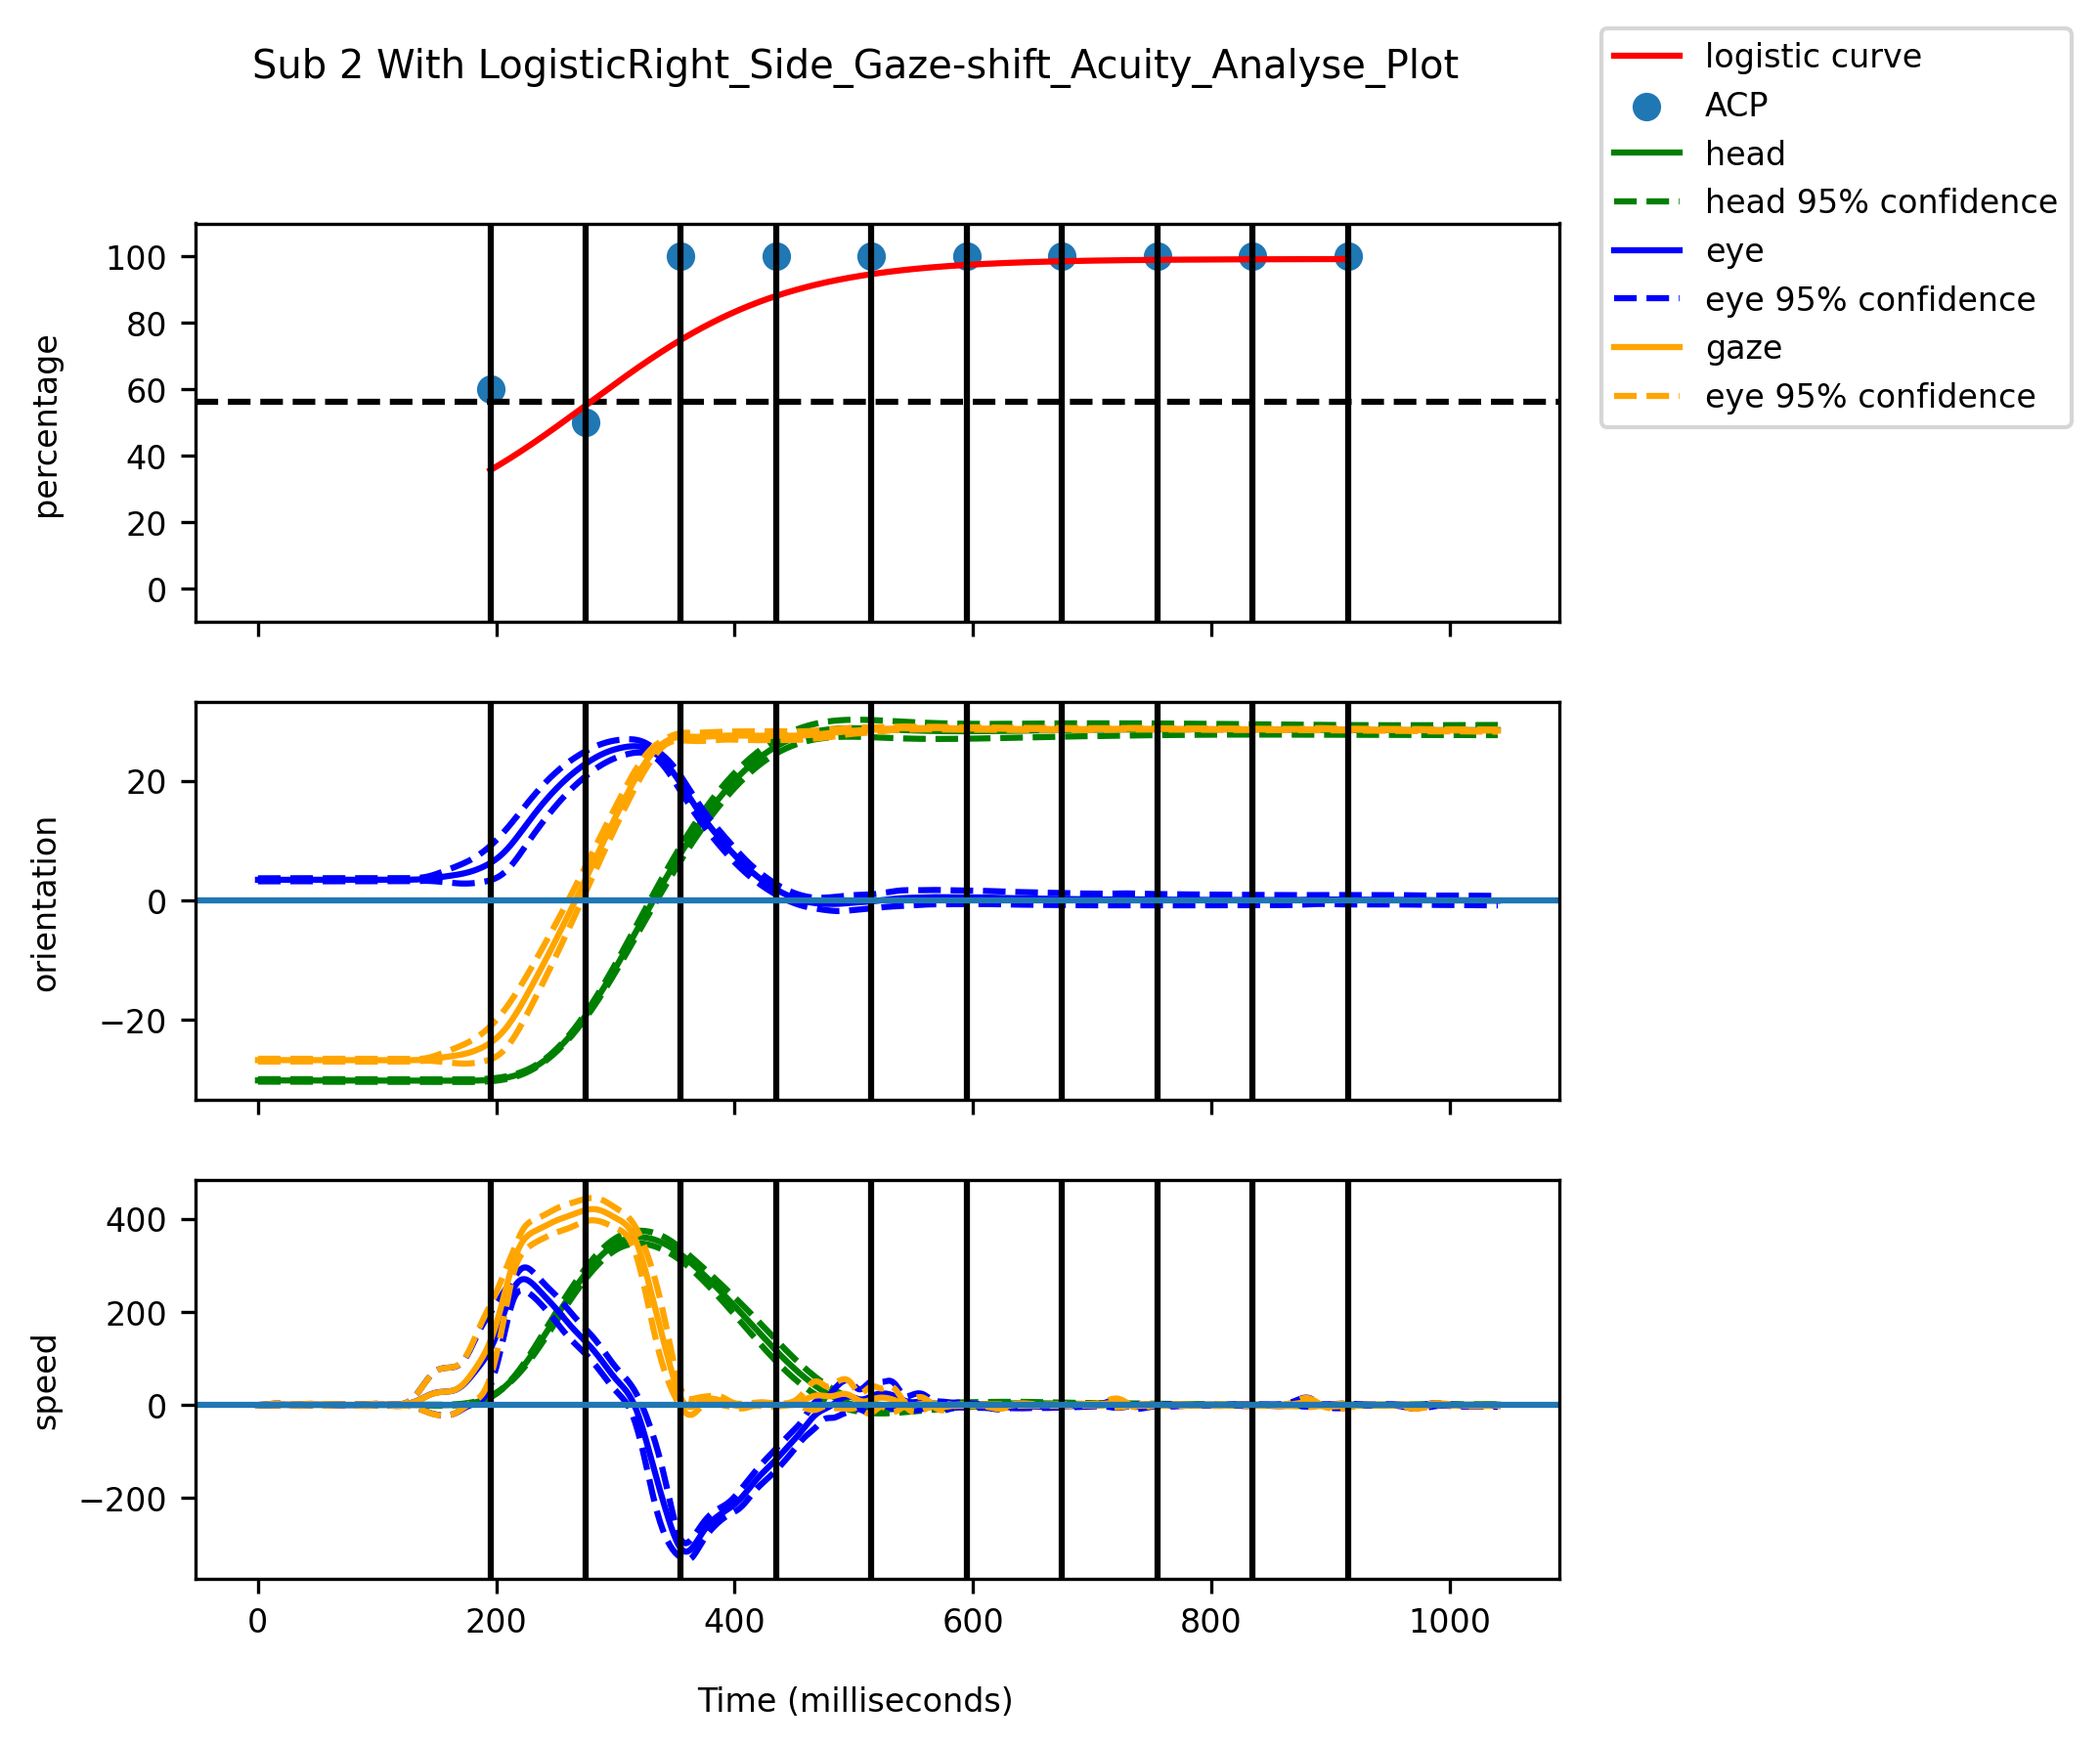 Sub 2 With LogisticRight_Side_Gaze-shift_Acuity_Analyse_Plot
logistic curve
ACP
head
head 95% confidence
eye
eye 95% confidence
gaze
eye 95% confidence
percentage
100
80
60
40
20
0
orientation
20
0
−20
speed
400
200
0
−200
0 200 400 600 800 1000
Time (milliseconds)